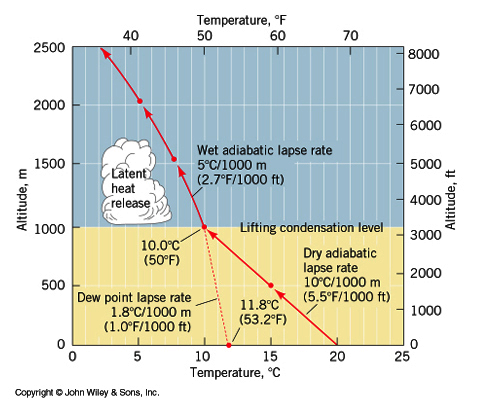 Temperature, °F
40 50 60 70
2500
2000
1500
1000
500
0
Altitude, m
8000
7000
6000
5000
4000
3000
2000
1000
0
Altitude, ft
Wet adiabatic lapse rate
5°C/1000 m
(2.7°F/1000 ft)
Latent
heat
release
Lifting condensation level
10.0°C
(50°F)
Dry adiabatic
lapse rate
10°C/1000 m
(5.5°F/1000 ft)
Dew point lapse rate
1.8°C/1000 m
(1.0°F/1000 ft)
11.8°C
(53.2°F)
0 5 10 15 20 25
Temperature, °C
Copyright © John Wiley & Sons, Inc.